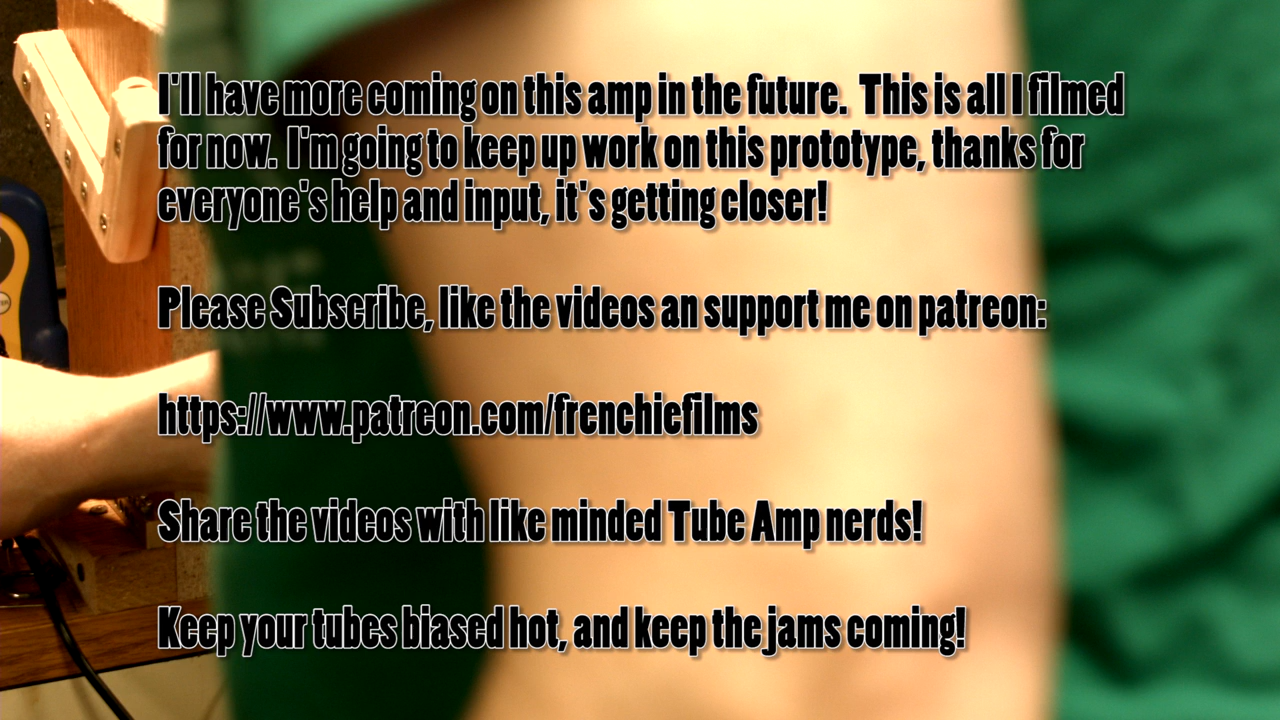 I'll have more coming on this amp in the future.  This is all I filmed
for now.  I'm going to keep up work on this prototype, thanks for
everyone's help and input, it's getting closer!
Please Subscribe, like the videos an support me on patreon:
https://www.patreon.com/frenchiefilms
Share the videos with like minded Tube Amp nerds!
Keep your tubes biased hot, and keep the jams coming!